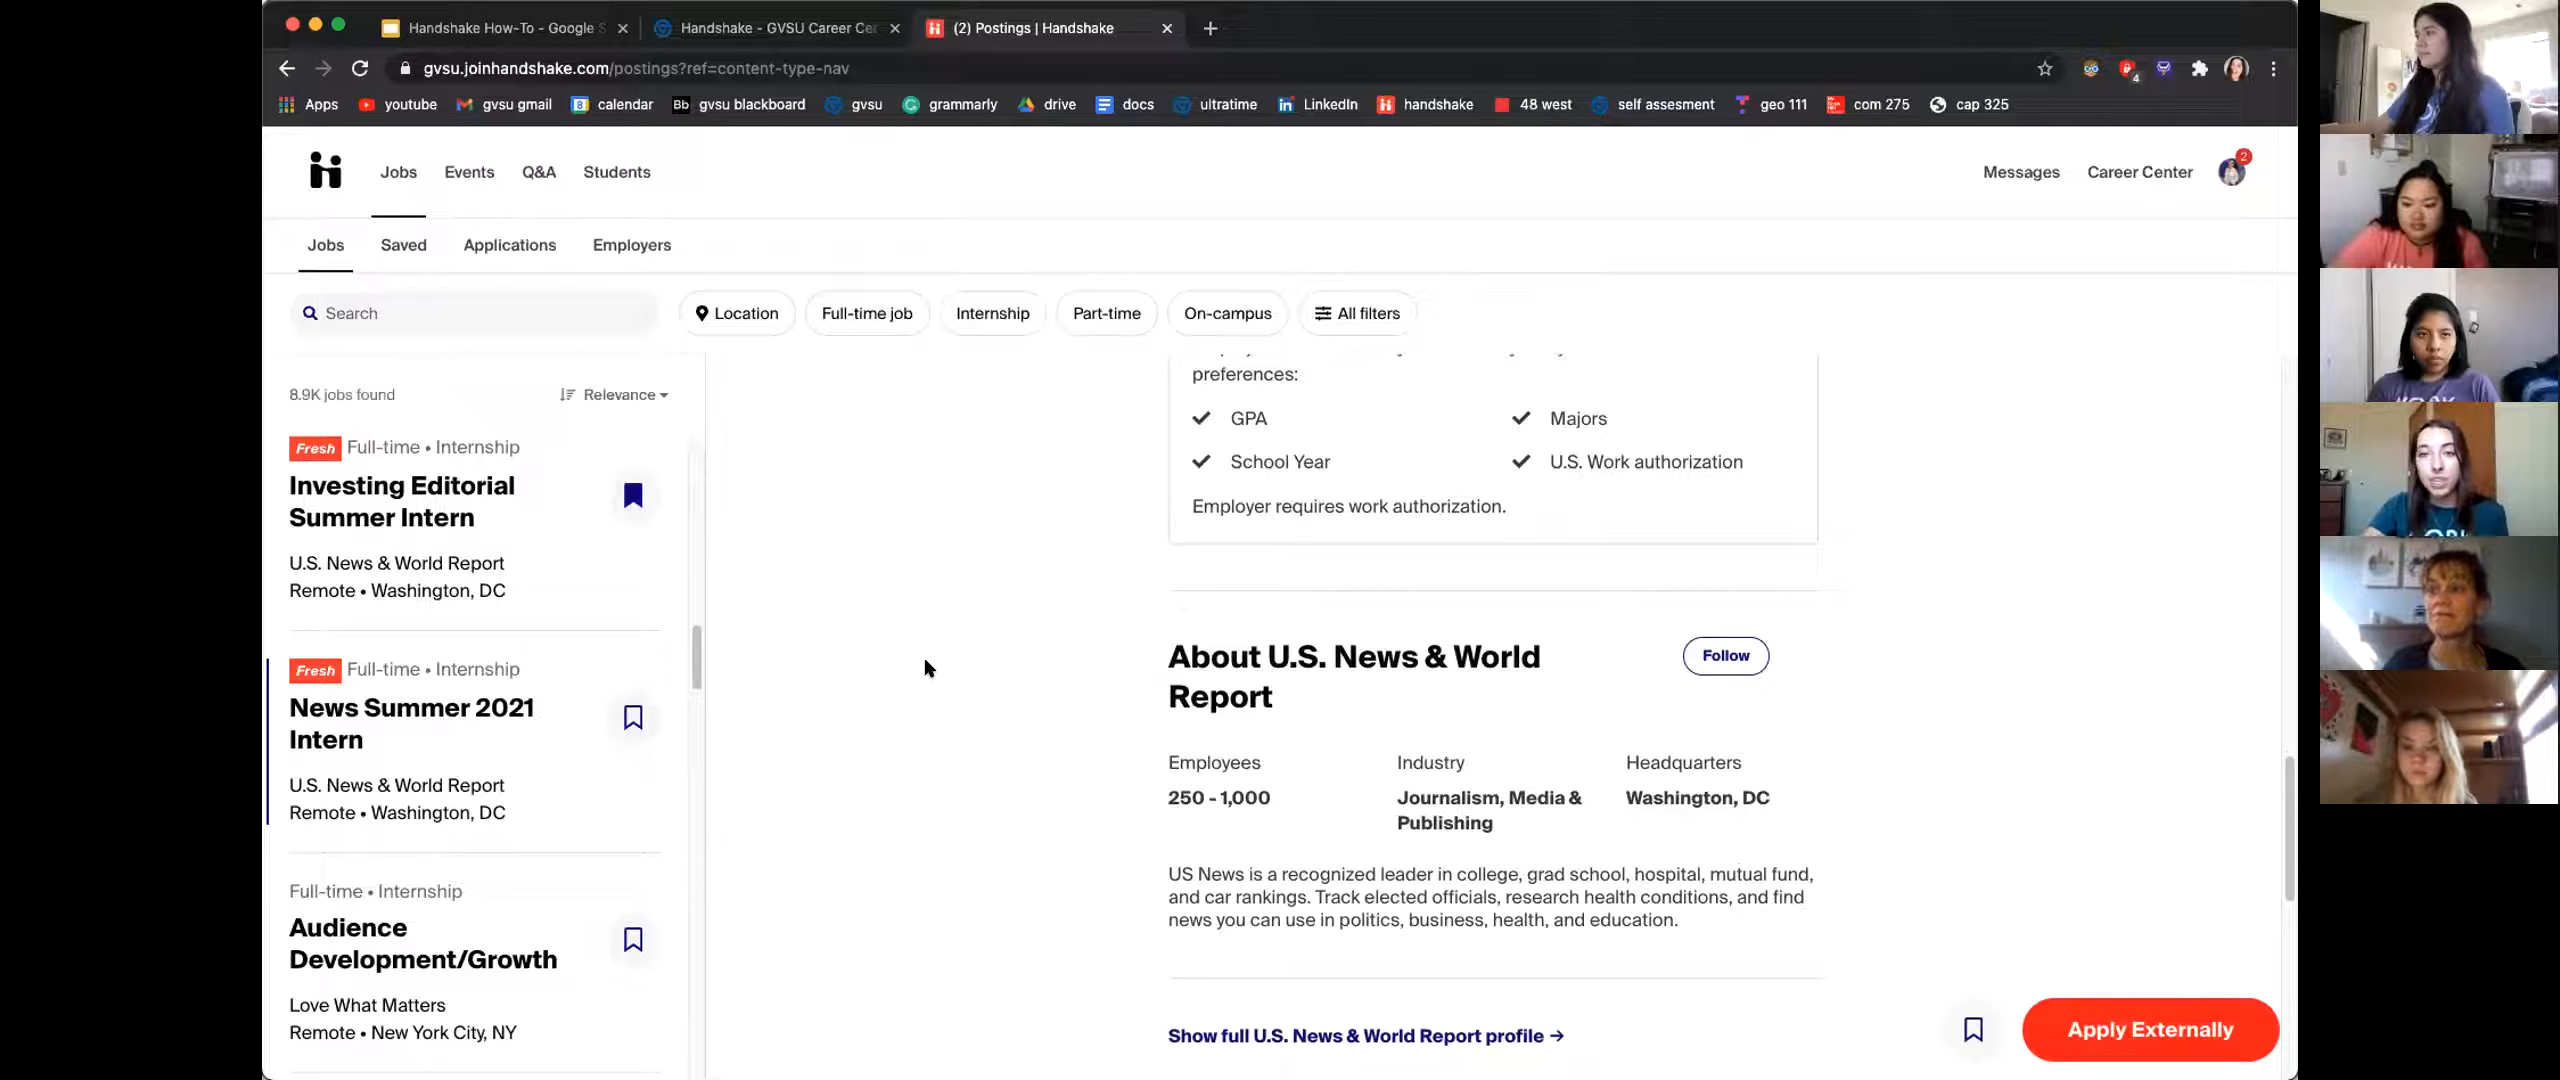 Handshake How-To - Google S
Handshake - GVSU Career Cer
(2) Postings | Handshake
gvsu.joinhandshake.com/postings?ref=content-type-nav
4
Apps youtube gvsu gmail 8 calendar Bb gvsu blackboard gvsu grammarly drive docs ultratime in LinkedIn handshake 48 west self assesment geo 111 com 275 cap 325
Jobs Events Q&A Students
Messages Career Center 2
Jobs Saved Applications Employers
Search
Location Full-time job Internship Part-time On-campus All filters
8.9K jobs found Relevance
Fresh Full-time • Internship
Investing Editorial
Summer Intern
U.S. News & World Report
Remote • Washington, DC
Fresh Full-time • Internship
News Summer 2021
Intern
U.S. News & World Report
Remote • Washington, DC
Full-time • Internship
Audience
Development/Growth
Love What Matters
Remote • New York City, NY
preferences:
GPA Majors
School Year U.S. Work authorization
Employer requires work authorization.
About U.S. News & World
Report
Follow
Employees Industry Headquarters
250 - 1,000 Journalism, Media &
Publishing Washington, DC
US News is a recognized leader in college, grad school, hospital, mutual fund,
and car rankings. Track elected officials, research health conditions, and find
news you can use in politics, business, health, and education.
Show full U.S. News & World Report profile →
Apply Externally